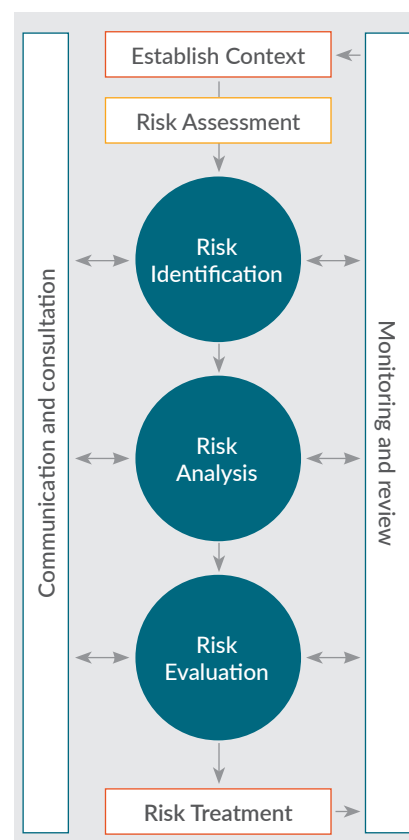 Establish Context
Risk Assessment
Risk
Identification
Communication and consultation
Monitoring and review
Risk
Analysis
Risk
Evaluation
Risk Treatment